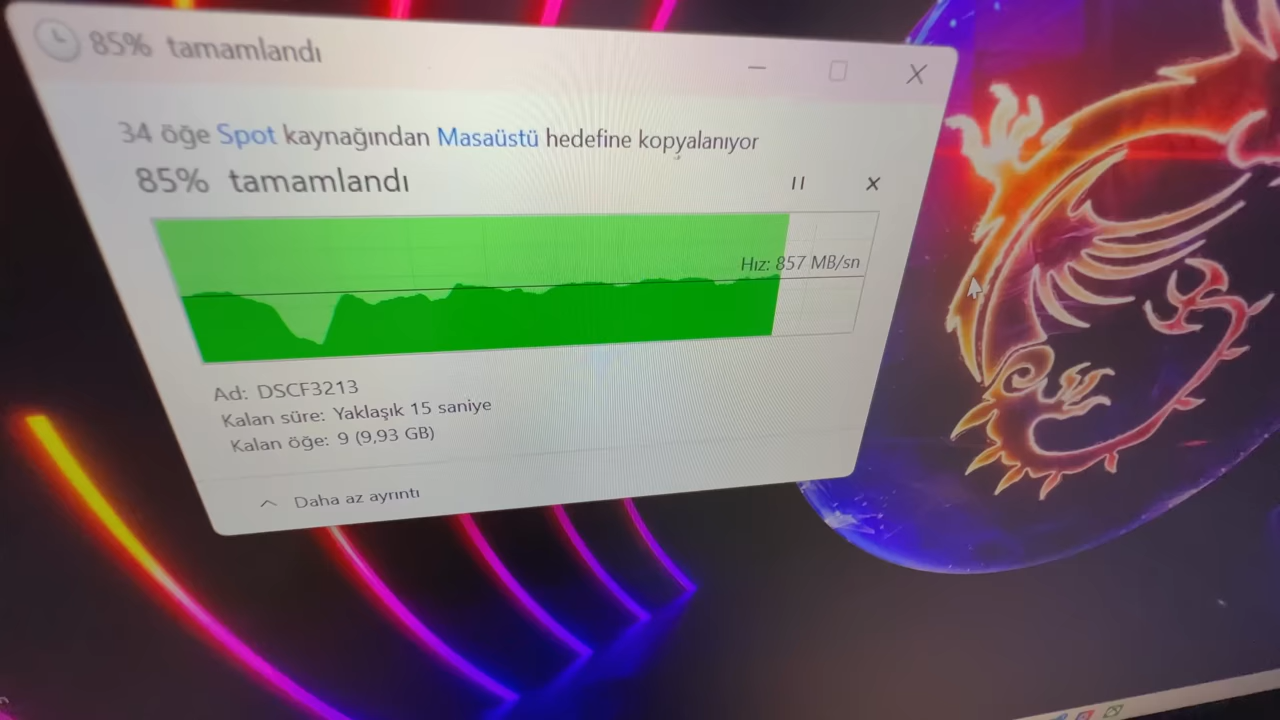 85% tamamlandı
34 öğe Spot kaynağından Masaüstü hedefine kopyalanıyor
85% tamamlandı
Hız: 857 MB/sn
Ad: DSCF3213
Kalan süre: Yaklaşık 15 saniye
Kalan öğe: 9 (9,93 GB)
Daha az ayrıntı